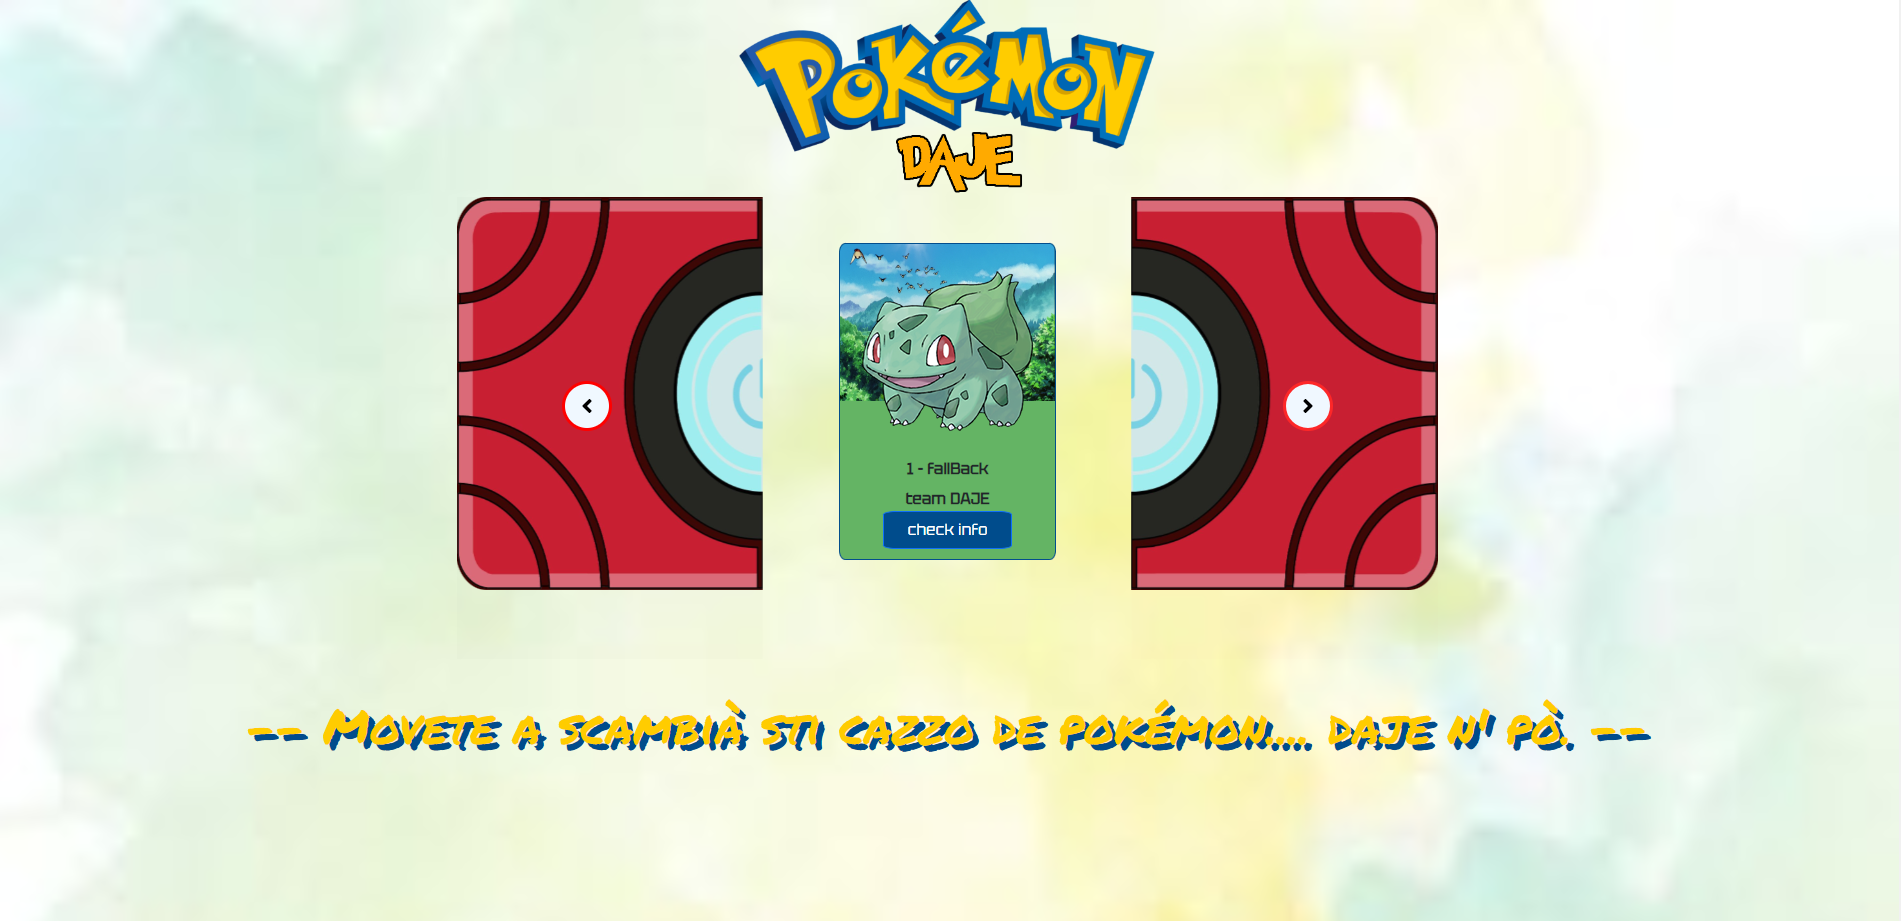 Pokémon
DAJE
1 - fallBack
team DAJE
check info
-- Movete a scambià sti cazzo de pokémon.... daje n' pò. --